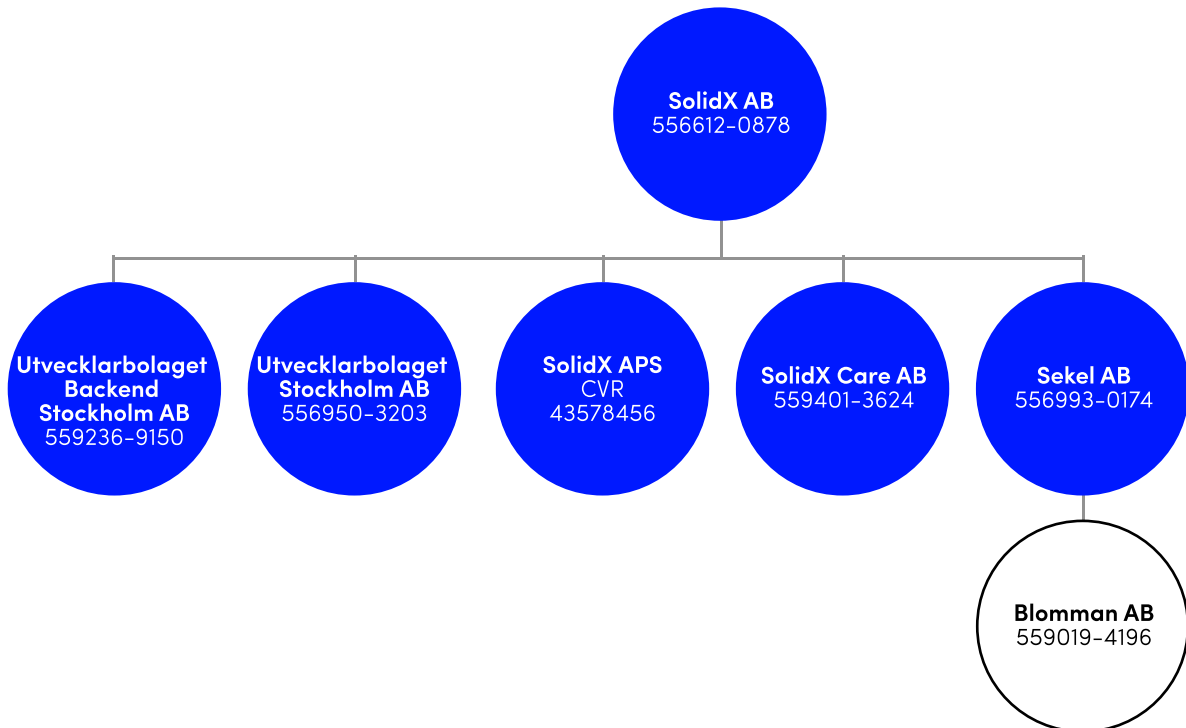 SolidX AB
556612-0878
Utvecklarbolaget
Backend
Stockholm AB
559236-9150
Utvecklarbolaget
Stockholm AB
556950-3203
SolidX APS
CVR
43578456
SolidX Care AB
559401-3624
Sekel AB
556993-0174
Blomman AB
559019-4196